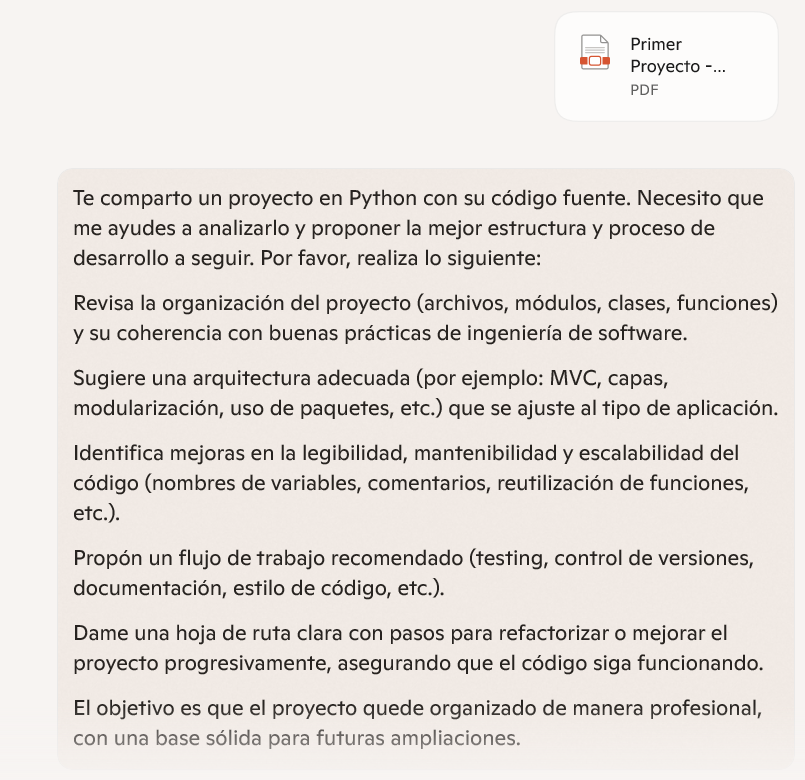 Primer
Proyecto -...
PDF
Te comparto un proyecto en Python con su código fuente. Necesito que
me ayudes a analizarlo y proponer la mejor estructura y proceso de
desarrollo a seguir. Por favor, realiza lo siguiente:
Revisa la organización del proyecto (archivos, módulos, clases, funciones)
y su coherencia con buenas prácticas de ingeniería de software.
Sugiere una arquitectura adecuada (por ejemplo: MVC, capas,
modularización, uso de paquetes, etc.) que se ajuste al tipo de aplicación.
Identifica mejoras en la legibilidad, mantenibilidad y escalabilidad del
código (nombres de variables, comentarios, reutilización de funciones,
etc.).
Propón un flujo de trabajo recomendado (testing, control de versiones,
documentación, estilo de código, etc.).
Dame una hoja de ruta clara con pasos para refactorizar o mejorar el
proyecto progresivamente, asegurando que el código siga funcionando.
El objetivo es que el proyecto quede organizado de manera profesional,
con una base sólida para futuras ampliaciones.